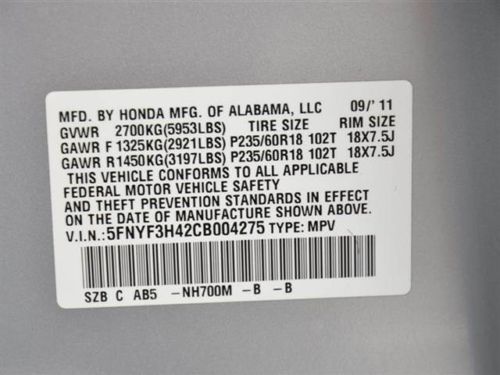 MFD. BY HONDA MFG. OF ALABAMA, LLC 09/'11
GVWR 2700KG(5953LBS) TIRE SIZE RIM SIZE
GAWR F 1325KG(2921LBS) P235/60R18 102T 18X7.5J
GAWR R1450KG(3197LBS) P235/60R18 102T 18X7.5J
THIS VEHICLE CONFORMS TO ALL APPLICABLE
FEDERAL MOTOR VEHICLE SAFETY
AND THEFT PREVENTION STANDARDS IN EFFECT
ON THE DATE OF MANUFACTURE SHOWN ABOVE.
V.I.N.:5FNYF3H42CB004275 TYPE: MPV
SZB C AB5 -NH700M -B -B